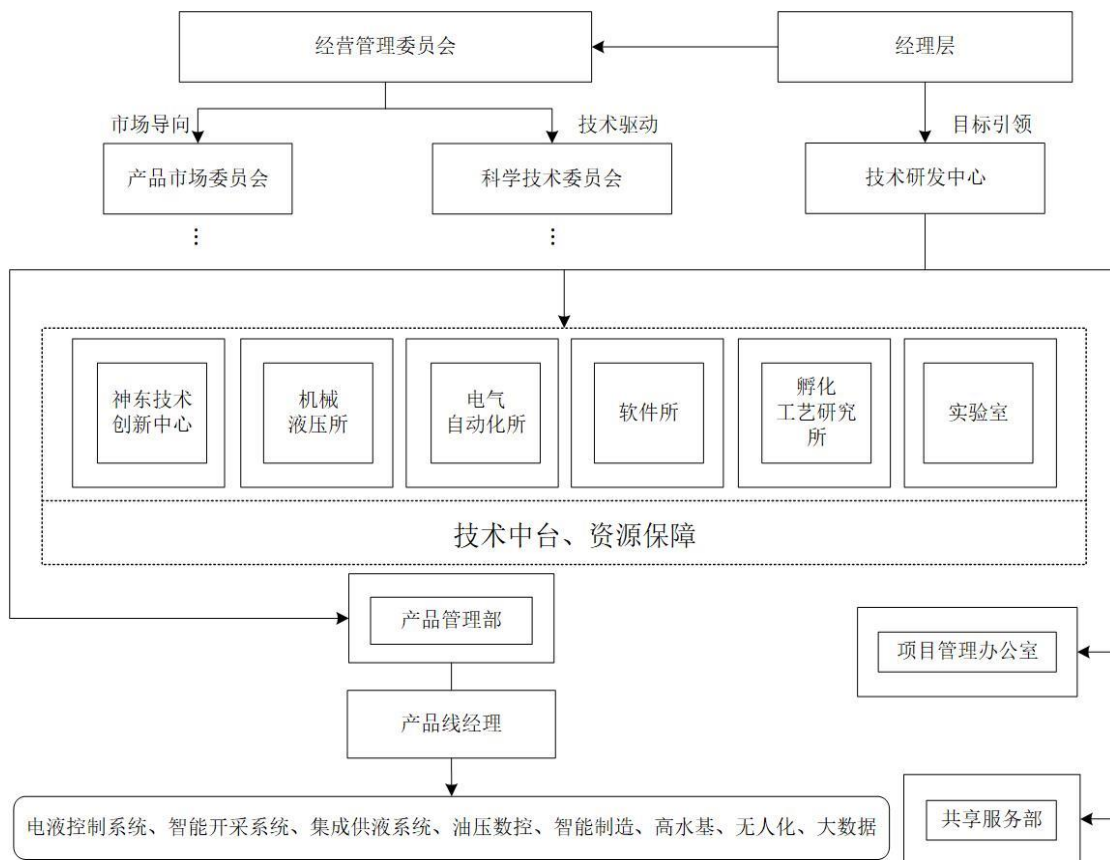 经营管理委员会
经理层
市场导向
技术驱动
目标引领
产品市场委员会
科学技术委员会
技术研发中心
⋮
⋮
神东技术
创新中心
机械
液压所
电气
自动化所
软件所
孵化
工艺研究
所
实验室
技术中台、资源保障
产品管理部
项目管理办公室
产品线经理
电液控制系统、智能开采系统、集成供液系统、油压数控、智能制造、高水基、无人化、大数据
共享服务部